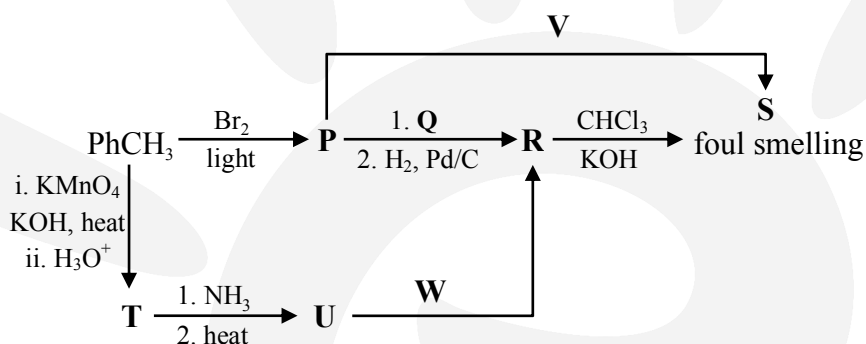 V
S
PhCH₃
Br₂
light
P
1. Q
2. H₂, Pd/C
R
CHCl₃
KOH
foul smelling
i. KMnO₄
KOH, heat
ii. H₃O⁺
T
1. NH₃
2. heat
U
W